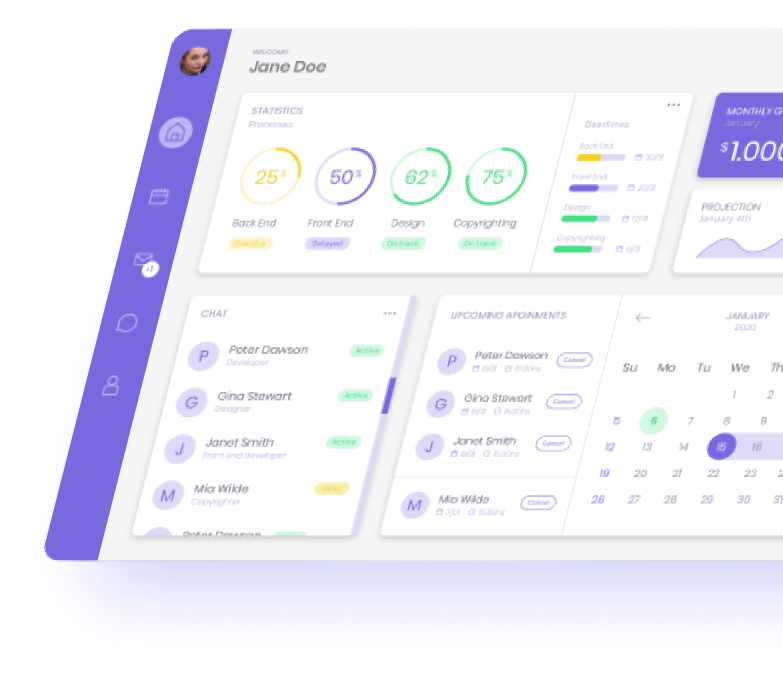 WELCOME!
Jane Doe
+1
STATISTICS
Processes
25%
50%
62%
75%
Back End
Front End
Design
Copyrighting
Overdue
Delayed
On track
On track
Deadlines
Back End
30/01
Front End
Design
12/01
Copyrighting
6/01
MONTHLY
January
$1.000
PROJECTION
January 4th
CHAT
P
Peter Dawson
Developer
Active
G
Gina Stewart
Designer
Active
J
Janet Smith
Front end developer
Active
M
Mia Wilde
Copyrighter
Busy
Peter Dawson
UPCOMING APOINMENTS
P
Peter Dawson
6/01 15:00hs
Cancel
G
Gina Stewart
6/01 15:00hs
Cancel
J
Janet Smith
6/01 15:00hs
Cancel
M
Mia Wilde
7/01 15:00hs
Cancel
JANUARY
2020
Su Mo Tu We Th
1 2
5 6 7 8 9
12 13 14 15 16
19 20 21 22 23
26 27 28 29 30 31